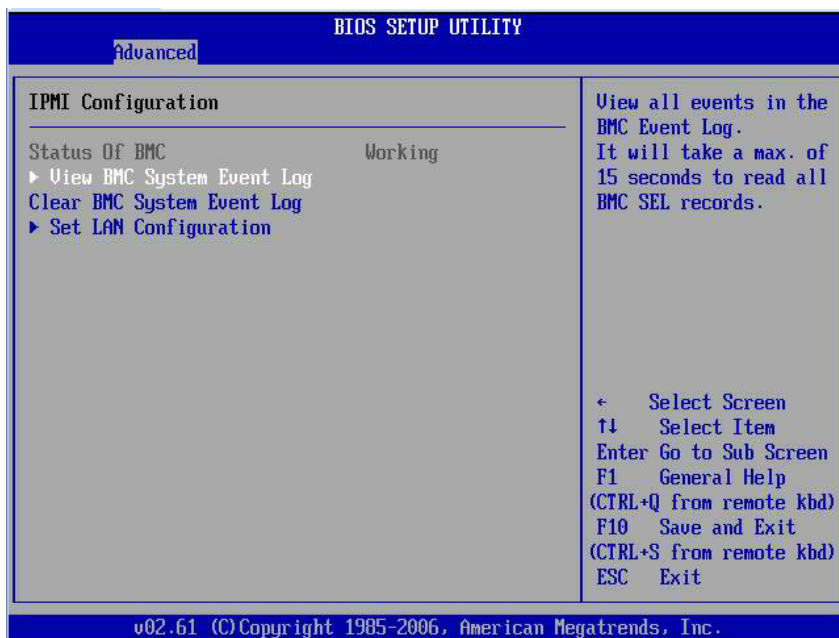 BIOS SETUP UTILITY
Advanced
IPMI Configuration
Status Of BMC Working
▶ View BMC System Event Log
Clear BMC System Event Log
▶ Set LAN Configuration
View all events in the
BMC Event Log.
It will take a max. of
15 seconds to read all
BMC SEL records.
← Select Screen
↑↓ Select Item
Enter Go to Sub Screen
F1 General Help
(CTRL+Q from remote kbd)
F10 Save and Exit
(CTRL+S from remote kbd)
ESC Exit
v02.61 (C)Copyright 1985-2006, American Megatrends, Inc.